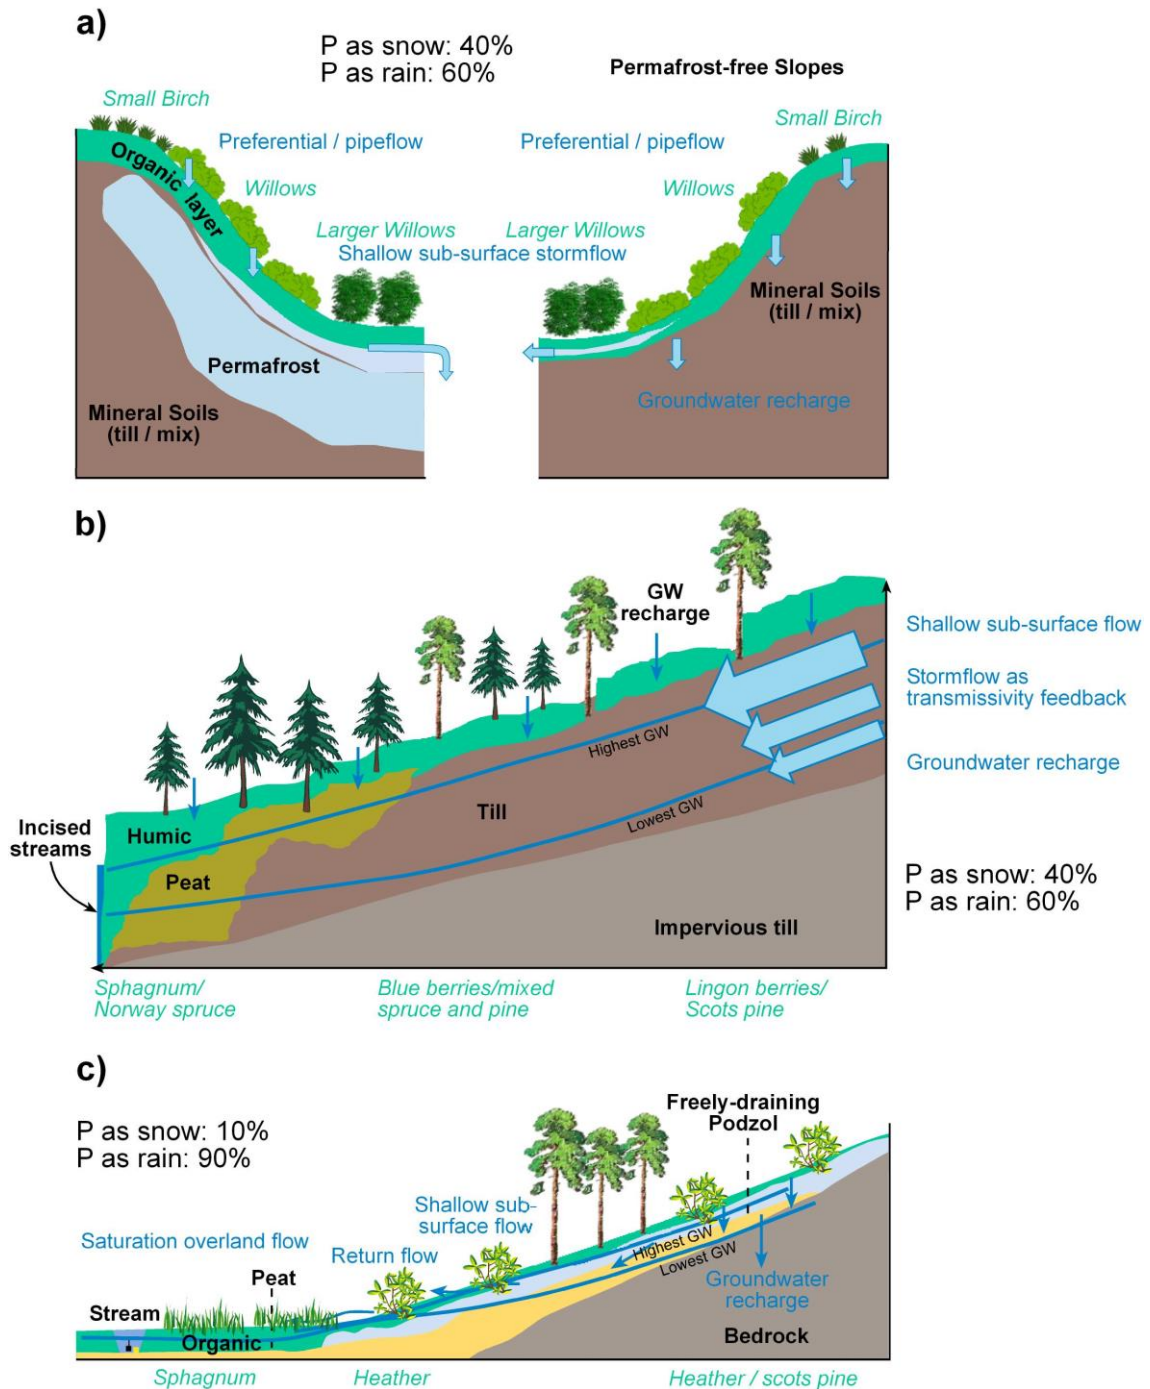 a)
P as snow: 40%
P as rain: 60%
Permafrost-free Slopes
Small Birch
Small Birch
Preferential / pipeflow
Preferential / pipeflow
Organic layer
Willows
Willows
Larger Willows
Larger Willows
Shallow sub-surface stormflow
Mineral Soils
(till / mix)
Permafrost
Groundwater recharge
Mineral Soils
(till / mix)
b)
GW
recharge
Shallow sub-surface flow
Stormflow as
transmissivity feedback
Highest GW
Groundwater recharge
Lowest GW
Till
Incised
streams
Humic
Peat
P as snow: 40%
P as rain: 60%
Impervious till
Sphagnum/
Norway spruce
Blue berries/mixed
spruce and pine
Lingon berries/
Scots pine
c)
P as snow: 10%
P as rain: 90%
Freely-draining
Podzol
Shallow sub-
surface flow
Saturation overland flow
Return flow
Highest GW
Lowest GW
Peat
Groundwater
recharge
Stream
Organic
Bedrock
Sphagnum
Heather
Heather / scots pine